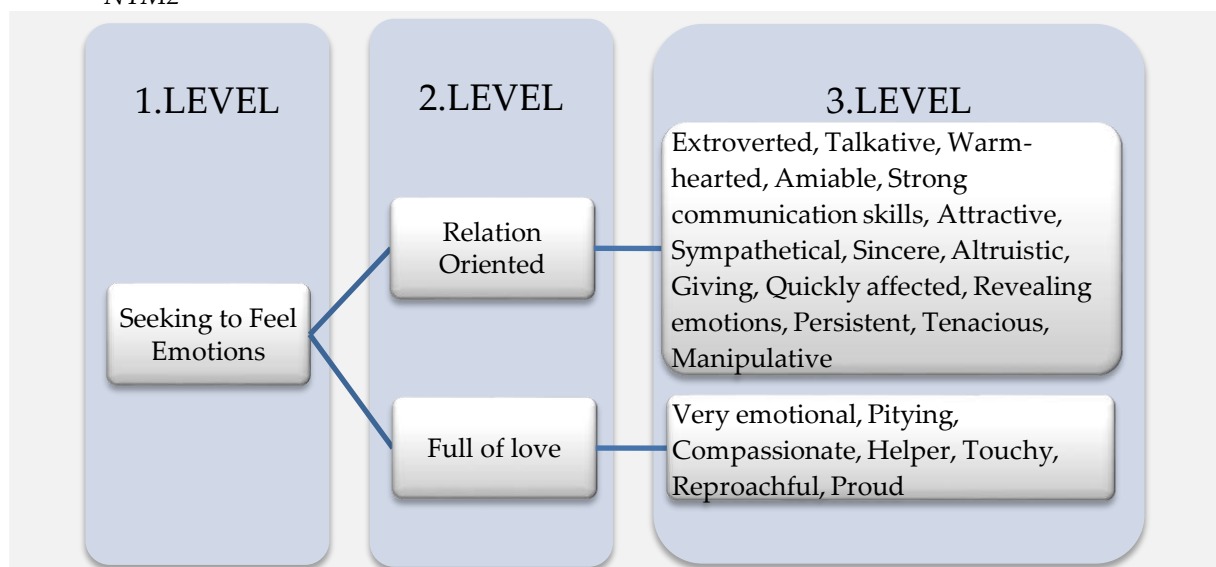 NTM2
1.LEVEL
2.LEVEL
3.LEVEL
Seeking to Feel
Emotions
Relation
Oriented
Full of love
Extroverted, Talkative, Warm-
hearted, Amiable, Strong
communication skills, Attractive,
Sympathetical, Sincere, Altruistic,
Giving, Quickly affected, Revealing
emotions, Persistent, Tenacious,
Manipulative
Very emotional, Pitying,
Compassionate, Helper, Touchy,
Reproachful, Proud